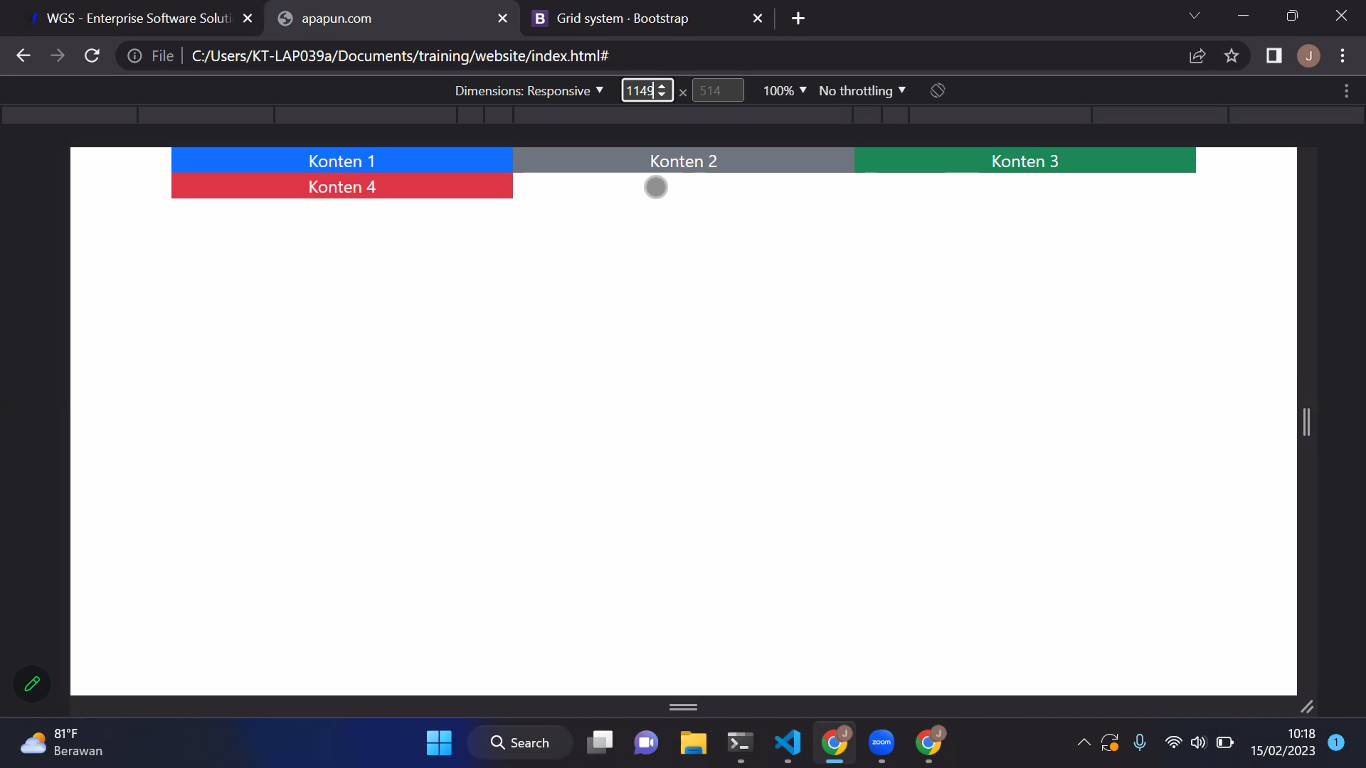 WGS - Enterprise Software Soluti
apapun.com
B Grid system · Bootstrap
File C:/Users/KT-LAP039a/Documents/training/website/index.html#
J
Dimensions: Responsive 1149 × 514 100% No throttling
Konten 1 Konten 2 Konten 3
Konten 4
81°F
Berawan
Search
zoom
J
J
10:18
15/02/2023
1